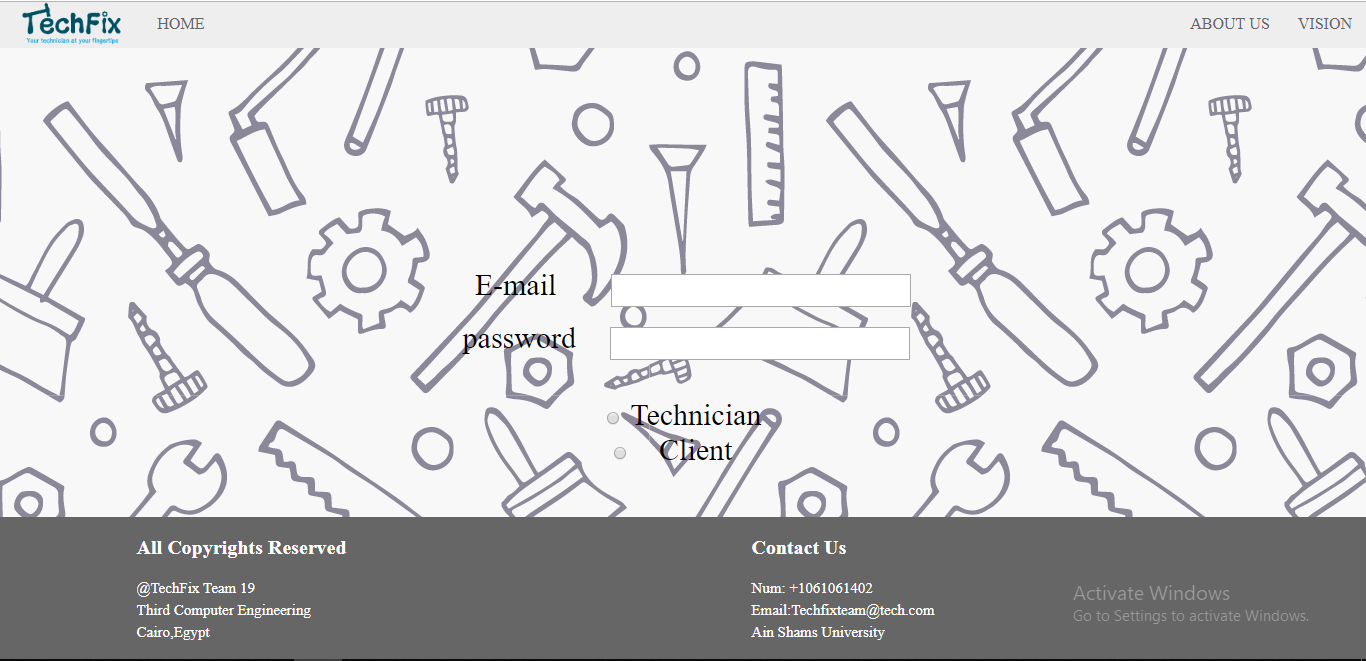 TechFix
Your technician at your fingertips
HOME
ABOUT US
VISION
E-mail
password
Technician
Client
All Copyrights Reserved
@TechFix Team 19
Third Computer Engineering
Cairo,Egypt
Contact Us
Num: +1061061402
Email:Techfixteam@tech.com
Ain Shams University
Activate Windows
Go to Settings to activate Windows.